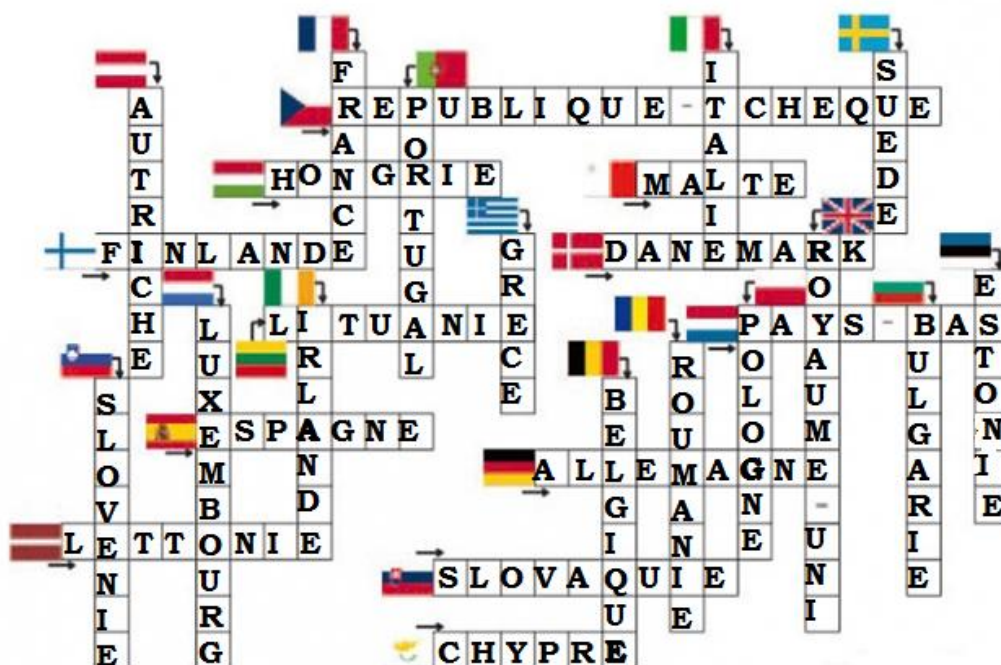 FRANCE
ITALIE
SUEDE
AUTRICHE
REPUBLIQUE-TCHEQUE
PORTUGAL
HONGRIE
MALTE
GRECE
FINLANDE
DANEMARK
ROYAUME-UNI
ESTONIE
LUXEMBOURG
LITUANIE
IRLANDE
PAYS-BAS
POLOGNE
BULGARIE
ROUMANIE
BELGIQUE
SLOVENIE
ESPAGNE
ALLEMAGNE
LETTONIE
SLOVAQUIE
CHYPRE